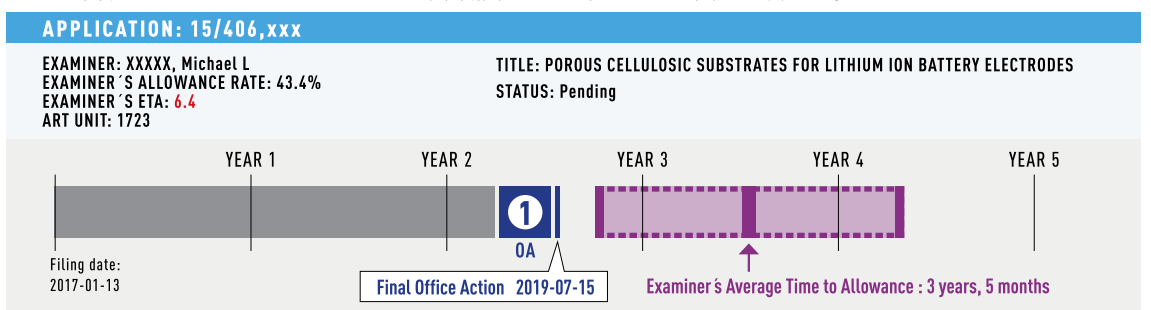 APPLICATION: 15/406,xxx
EXAMINER: XXXXX, Michael L
EXAMINER´S ALLOWANCE RATE: 43.4%
EXAMINER´S ETA: 6.4
ART UNIT: 1723
TITLE: POROUS CELLULOSIC SUBSTRATES FOR LITHIUM ION BATTERY ELECTRODES
STATUS: Pending
YEAR 1 YEAR 2 YEAR 3 YEAR 4 YEAR 5
1
OA
Filing date:
2017-01-13
Final Office Action 2019-07-15
Examiner´s Average Time to Allowance : 3 years, 5 months